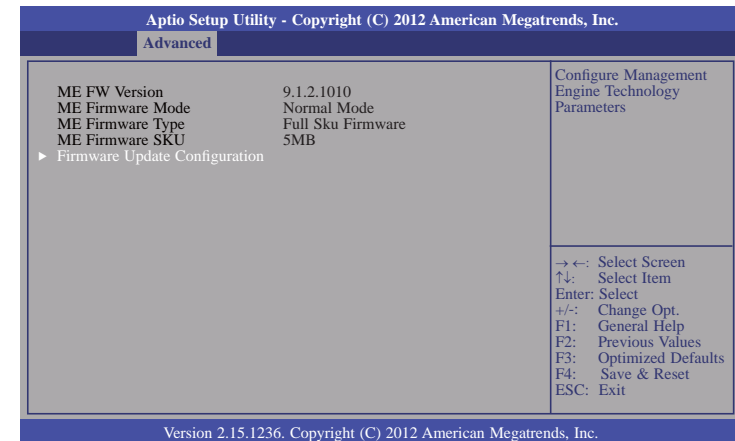 Aptio Setup Utility - Copyright (C) 2012 American Megatrends, Inc.
Advanced
ME FW Version 9.1.2.1010
ME Firmware Mode Normal Mode
ME Firmware Type Full Sku Firmware
ME Firmware SKU 5MB
▶ Firmware Update Configuration
Configure Management
Engine Technology
Parameters
→ ←: Select Screen
↑↓: Select Item
Enter: Select
+/-: Change Opt.
F1: General Help
F2: Previous Values
F3: Optimized Defaults
F4: Save & Reset
ESC: Exit
Version 2.15.1236. Copyright (C) 2012 American Megatrends, Inc.